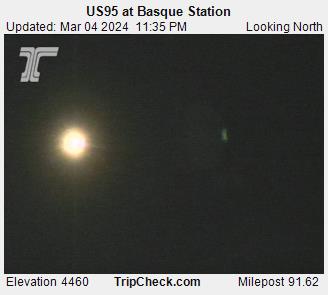 US95 at Basque Station
Updated: Mar 04 2024 11:35 PM Looking North
Elevation 4460 TripCheck.com Milepost 91.62